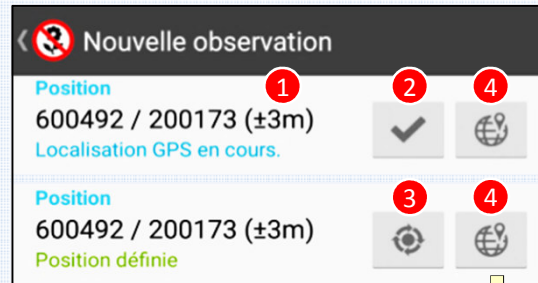 Nouvelle observation
Position 1 2 4
600492 / 200173 (±3m)
Localisation GPS en cours.
Position 3 4
600492 / 200173 (±3m)
Position définie